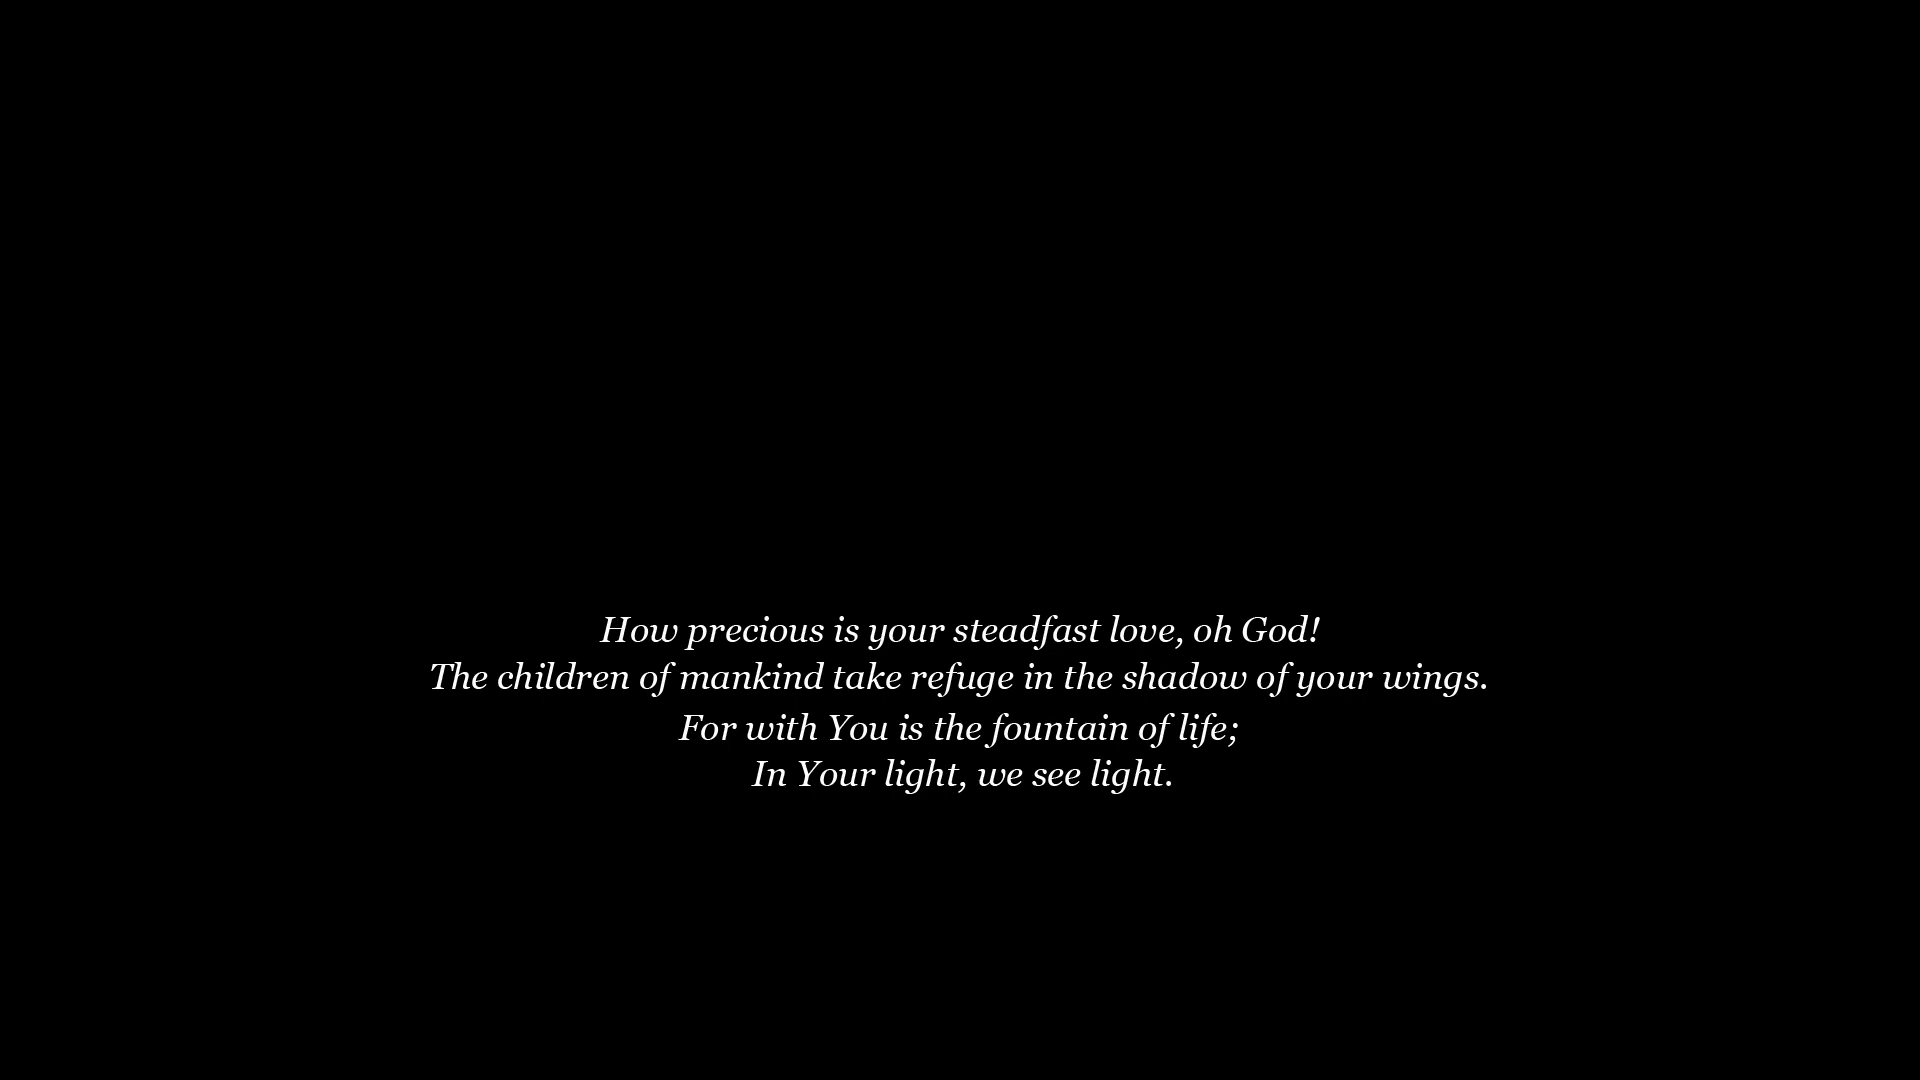 How precious is your steadfast love, oh God!
The children of mankind take refuge in the shadow of your wings.
For with You is the fountain of life;
In Your light, we see light.